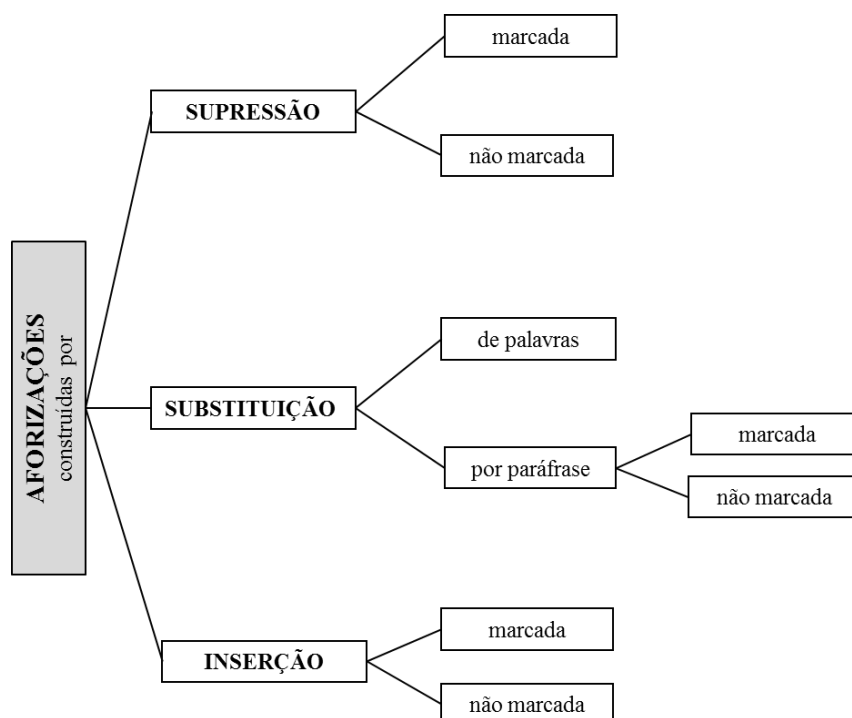 AFORIZAÇÕES
construídas por
SUPRESSÃO
marcada
não marcada
SUBSTITUIÇÃO
de palavras
por paráfrase
marcada
não marcada
INSERÇÃO
marcada
não marcada